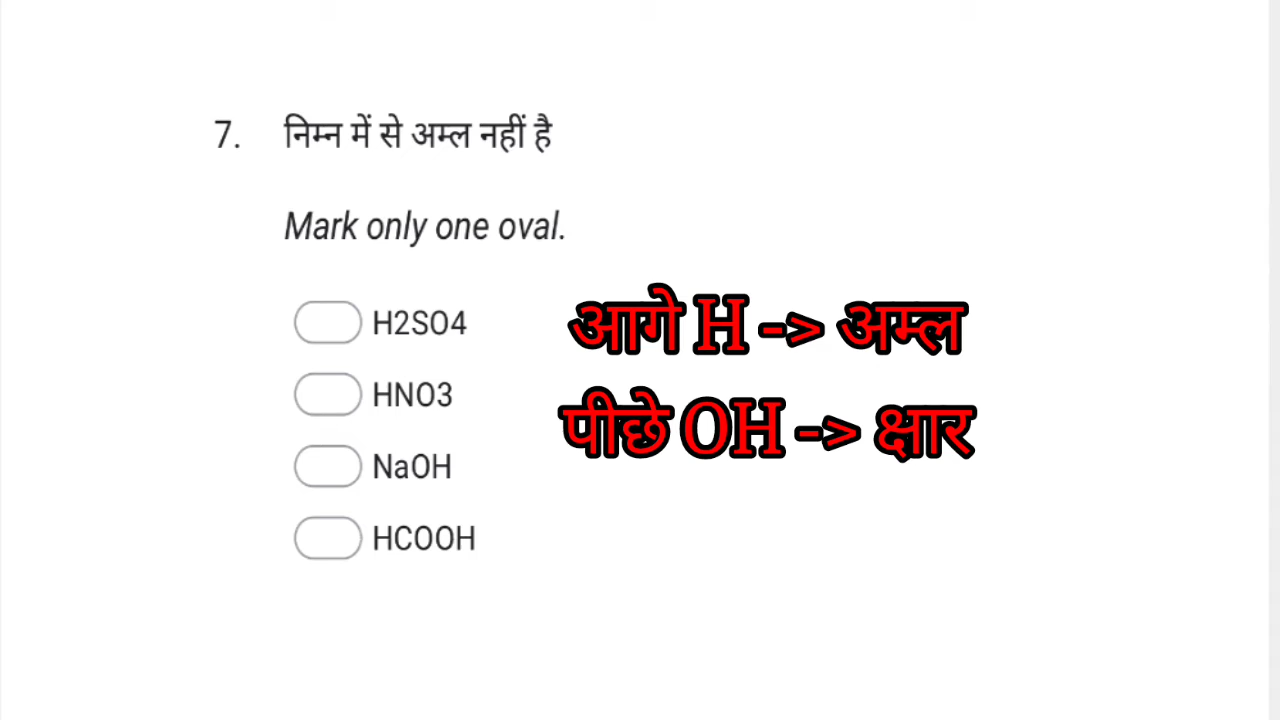 7. निम्न में से अम्ल नहीं है
Mark only one oval.
H2SO4
HNO3
NaOH
HCOOH
आगे H -> अम्ल
पीछे OH -> क्षार